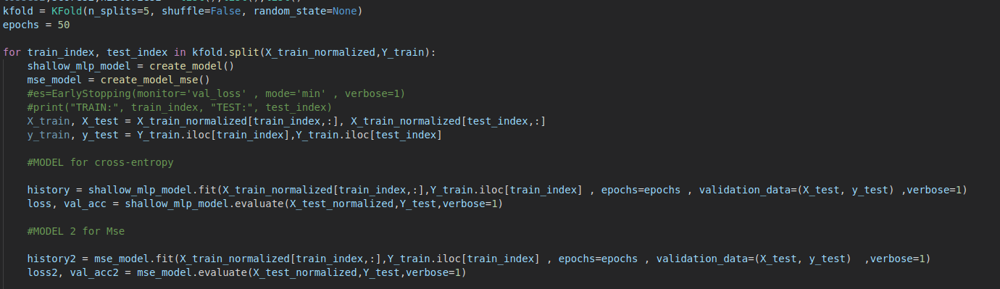 kfold = KFold(n_splits=5, shuffle=False, random_state=None)
epochs = 50
for train_index, test_index in kfold.split(X_train_normalized,Y_train):
shallow_mlp_model = create_model()
mse_model = create_model_mse()
#es=EarlyStopping(monitor='val_loss' , mode='min' , verbose=1)
#print("TRAIN:", train_index, "TEST:", test_index)
X_train, X_test = X_train_normalized[train_index,:], X_train_normalized[test_index,:]
y_train, y_test = Y_train.iloc[train_index],Y_train.iloc[test_index]
#MODEL for cross-entropy
history = shallow_mlp_model.fit(X_train_normalized[train_index,:],Y_train.iloc[train_index] , epochs=epochs , validation_data=(X_test, y_test) ,verbose=1)
loss, val_acc = shallow_mlp_model.evaluate(X_test_normalized,Y_test,verbose=1)
#MODEL 2 for Mse
history2 = mse_model.fit(X_train_normalized[train_index,:],Y_train.iloc[train_index] , epochs=epochs , validation_data=(X_test, y_test)  ,verbose=1)
loss2, val_acc2 = mse_model.evaluate(X_test_normalized,Y_test,verbose=1)